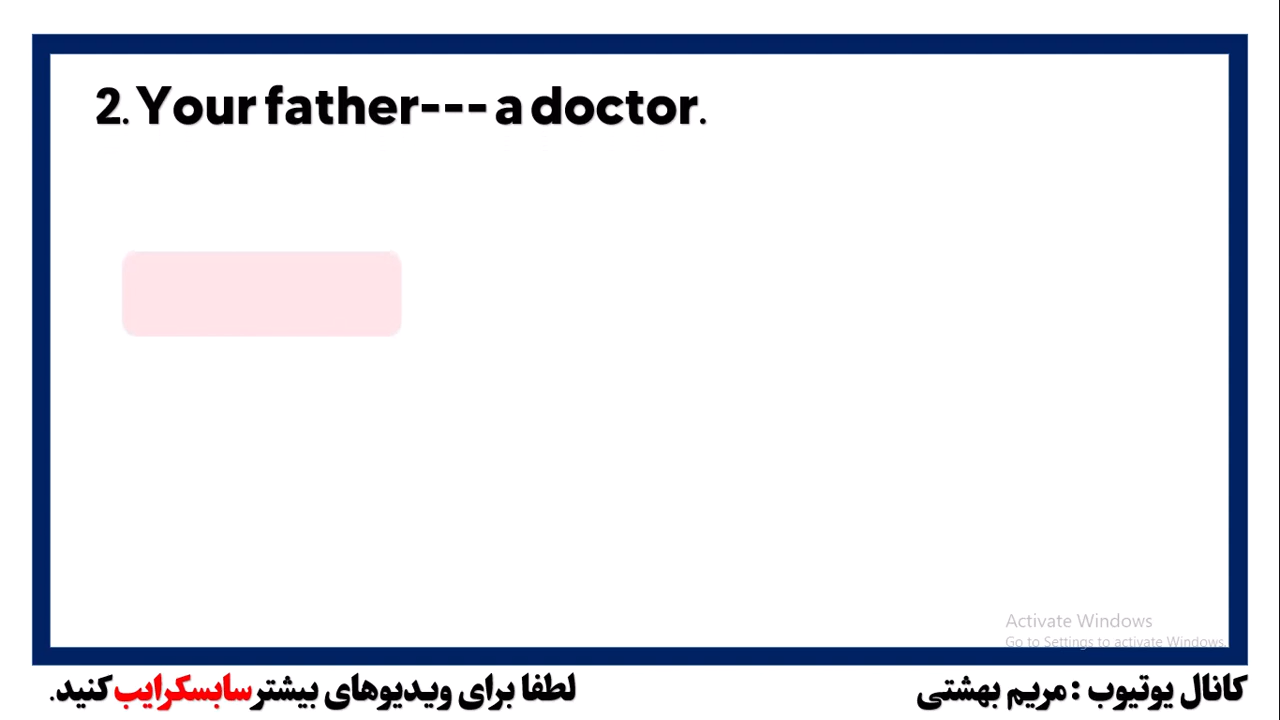 2. Your father--- a doctor.
Activate Windows
Go to Settings to activate Windows.
کانال یوتیوب : مریم بهشتی
لطفا برای ویدیوهای بیشتر سابسکرایب کنید.